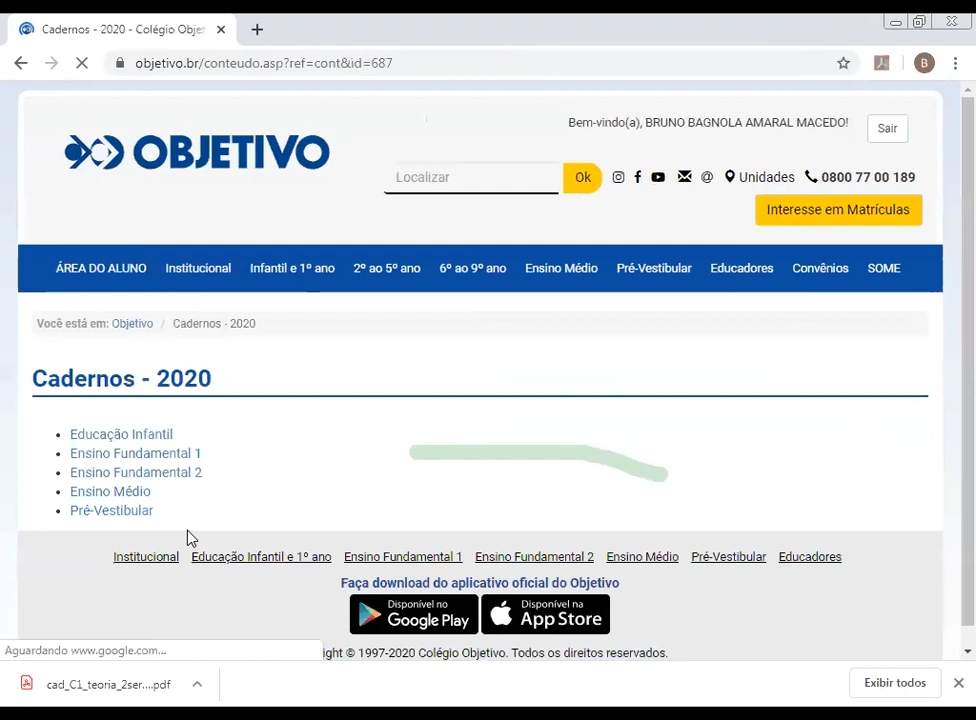 Cadernos - 2020 - Colégio Objet
objetivo.br/conteudo.asp?ref=cont&id=687
B
Bem-vindo(a), BRUNO BAGNOLA AMARAL MACEDO!
Sair
OBJETIVO
Localizar
Ok
@
Unidades
0800 77 00 189
Interesse em Matrículas
ÁREA DO ALUNO Institucional Infantil e 1º ano 2º ao 5º ano 6º ao 9º ano Ensino Médio Pré-Vestibular Educadores Convênios SOME
Você está em: Objetivo / Cadernos - 2020
Cadernos - 2020
• Educação Infantil
• Ensino Fundamental 1
• Ensino Fundamental 2
• Ensino Médio
• Pré-Vestibular
Institucional Educação Infantil e 1º ano Ensino Fundamental 1 Ensino Fundamental 2 Ensino Médio Pré-Vestibular Educadores
Faça download do aplicativo oficial do Objetivo
Disponível no
Google Play
Disponível na
App Store
Aguardando www.google.com...
ight © 1997-2020 Colégio Objetivo. Todos os direitos reservados.
cad_C1_teoria_2ser....pdf
Exibir todos